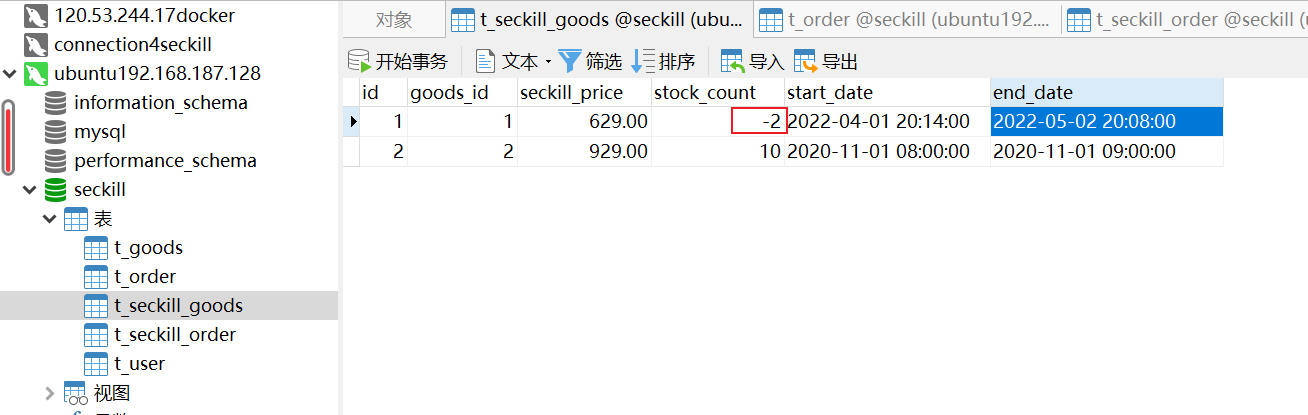 120.53.244.17docker
connection4seckill
ubuntu192.168.187.128
information_schema
mysql
performance_schema
seckill
表
t_goods
t_order
t_seckill_goods
t_seckill_order
t_user
视图
对象 t_seckill_goods @seckill (ubu... t_order @seckill (ubuntu192.... t_seckill_order @seckill (u
开始事务 文本 筛选 排序 导入 导出
id goods_id seckill_price stock_count start_date end_date
1 1 629.00 -2 2022-04-01 20:14:00 2022-05-02 20:08:00
2 2 929.00 10 2020-11-01 08:00:00 2020-11-01 09:00:00